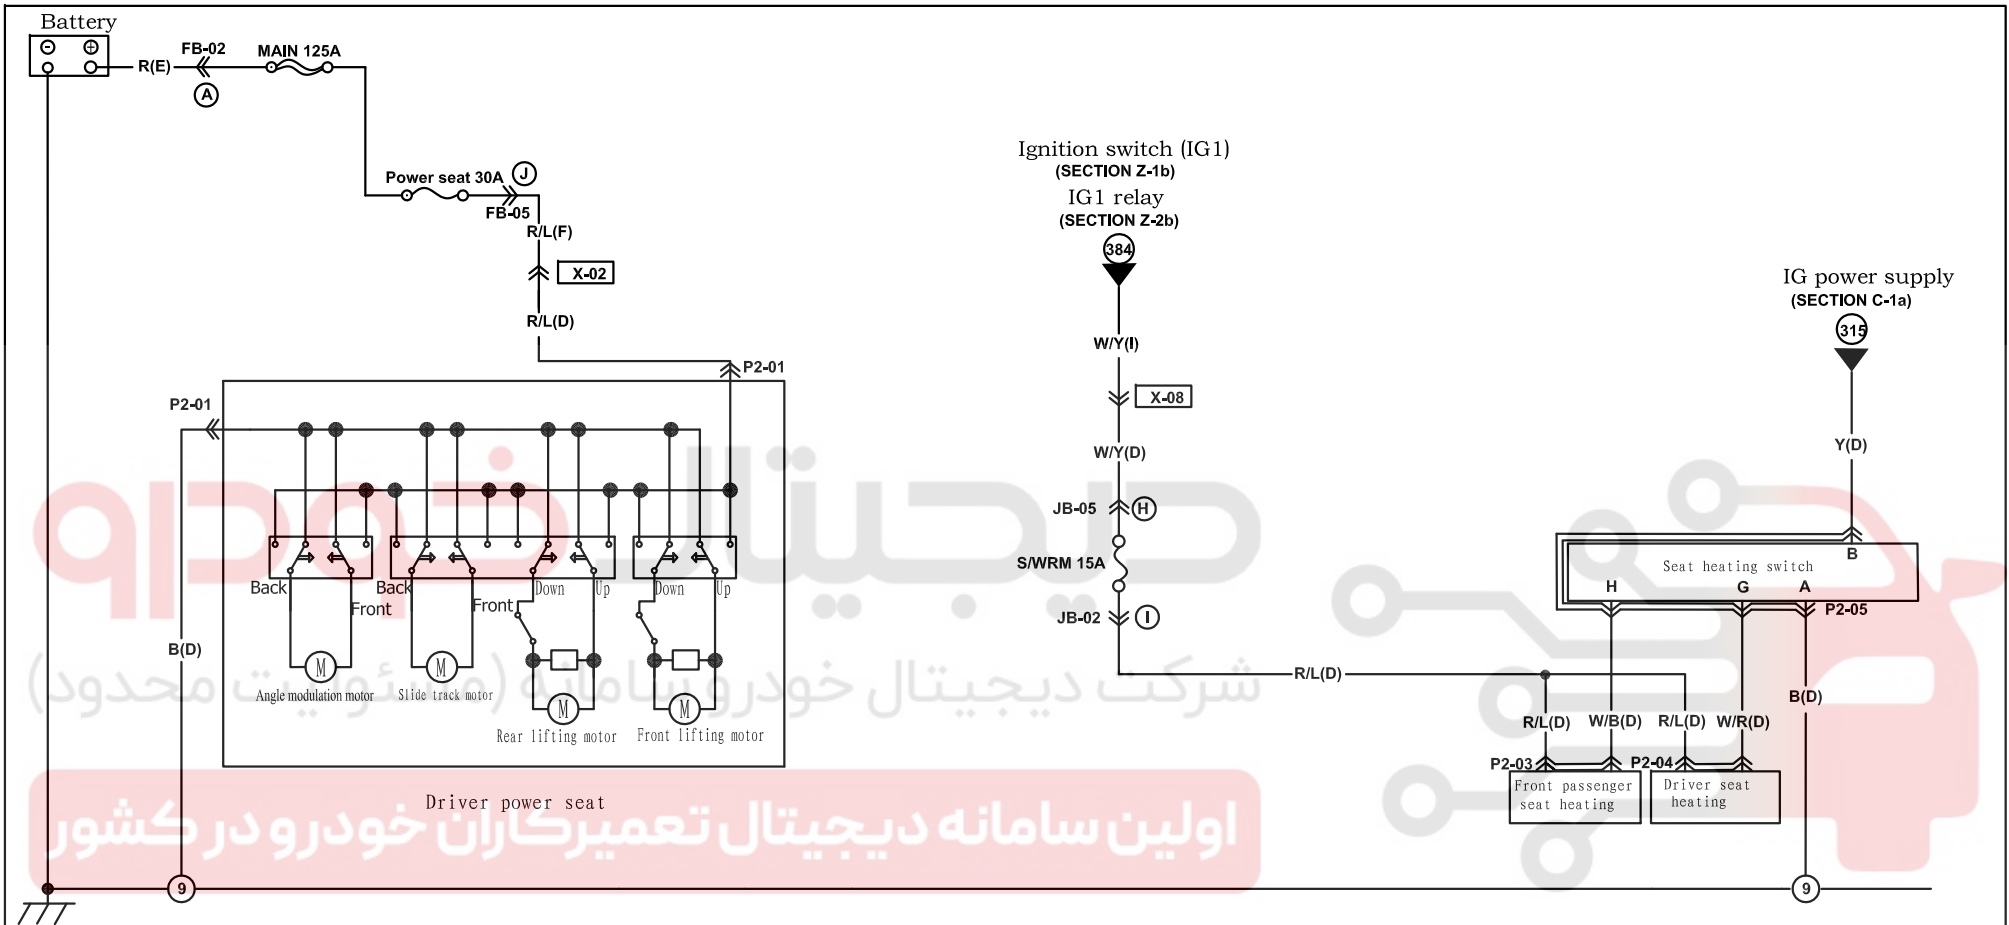 Battery
FB-02
MAIN 125A
R(E)
A
Power seat 30A
J
FB-05
R/L(F)
X-02
R/L(D)
P2-01
P2-01
Back
Front
Back
Front
Down
Up
Down
Up
B(D)
M
M
M
M
Angle modulation motor
Slide track motor
Rear lifting motor
Front lifting motor
Driver power seat
9
Ignition switch (IG1)
(SECTION Z-1b)
IG1 relay
(SECTION Z-2b)
384
W/Y(I)
X-08
W/Y(D)
JB-05
H
S/WRM 15A
JB-02
I
R/L(D)
IG power supply
(SECTION C-1a)
315
Y(D)
B
Seat heating switch
H
G
A
P2-05
B(D)
R/L(D)
W/B(D)
R/L(D)
W/R(D)
P2-03
P2-04
Front passenger
seat heating
Driver seat
heating
9
دیجیتال خودرو
شرکت دیجیتال خودرو سامانه (مسئولیت محدود)
اولین سامانه دیجیتال تعمیرکاران خودرو در کشور